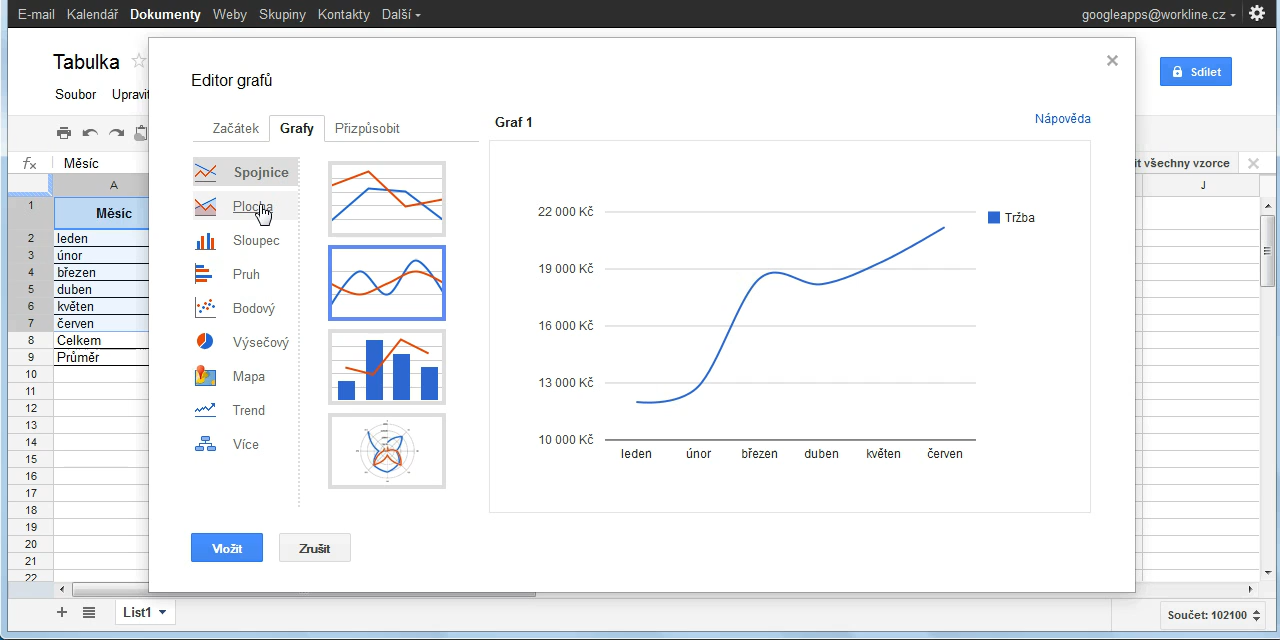 E-mail Kalendář Dokumenty Weby Skupiny Kontakty Další
googleapps@workline.cz
Tabulka
Sdílet
Soubor Upravit
Editor grafů
Začátek Grafy Přizpůsobit
Graf 1
Nápověda
fx Měsíc
it všechny vzorce
A
J
Spojnice
Plocha
Sloupec
Pruh
Bodový
Výsečový
Mapa
Trend
Více
22 000 Kč
19 000 Kč
16 000 Kč
13 000 Kč
10 000 Kč
leden únor březen duben květen červen
Tržba
1 Měsíc
2 leden
3 únor
4 březen
5 duben
6 květen
7 červen
8 Celkem
9 Průměr
10
11
12
13
14
15
16
17
18
19
20
21
22
Vložit Zrušit
List1
Součet: 102100